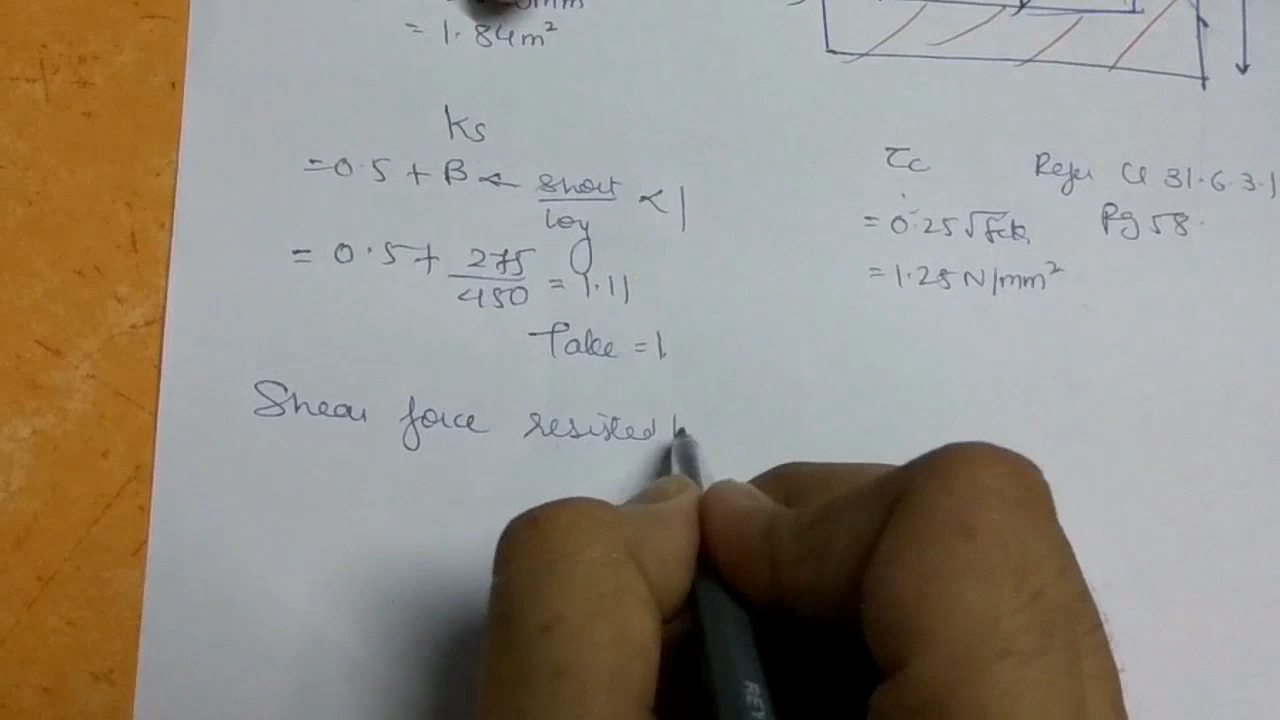 = 1.84m²
ks
= 0.5 + β ← short/log < 1
= 0.5 + 275/450 = 1.11
Take = 1.
Shear force resisted
τc
= 0.25√fck
= 1.25 N/mm²
Refer Cl 31.6.3.1
Pg 58.